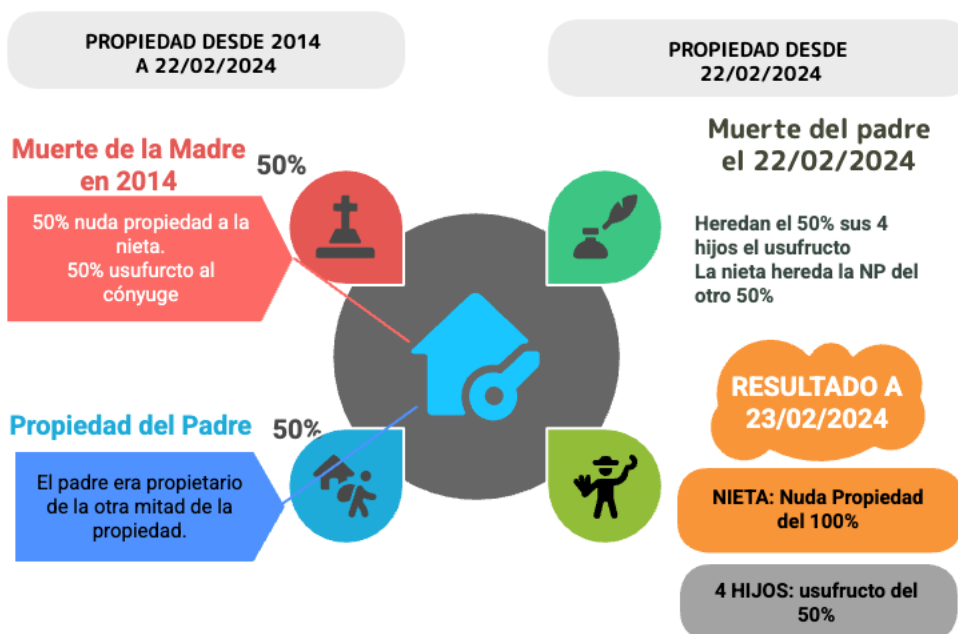 PROPIEDAD DESDE 2014
A 22/02/2024
PROPIEDAD DESDE
22/02/2024
Muerte de la Madre
en 2014
50%
50% nuda propiedad a la
nieta.
50% usufurcto al
cónyuge
Muerte del padre
el 22/02/2024
Heredan el 50% sus 4
hijos el usufructo
La nieta hereda la NP del
otro 50%
Propiedad del Padre
50%
El padre era propietario
de la otra mitad de la
propiedad.
RESULTADO A
23/02/2024
NIETA: Nuda Propiedad
del 100%
4 HIJOS: usufructo del
50%